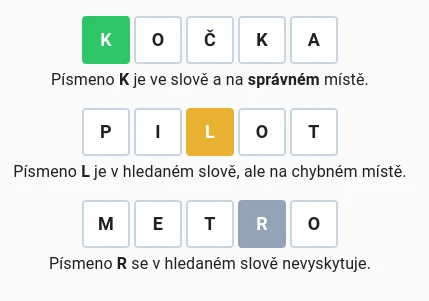 K O Č K A
Písmeno K je ve slově a na správném místě.
P I L O T
Písmeno L je v hledaném slově, ale na chybném místě.
M E T R O
Písmeno R se v hledaném slově nevyskytuje.